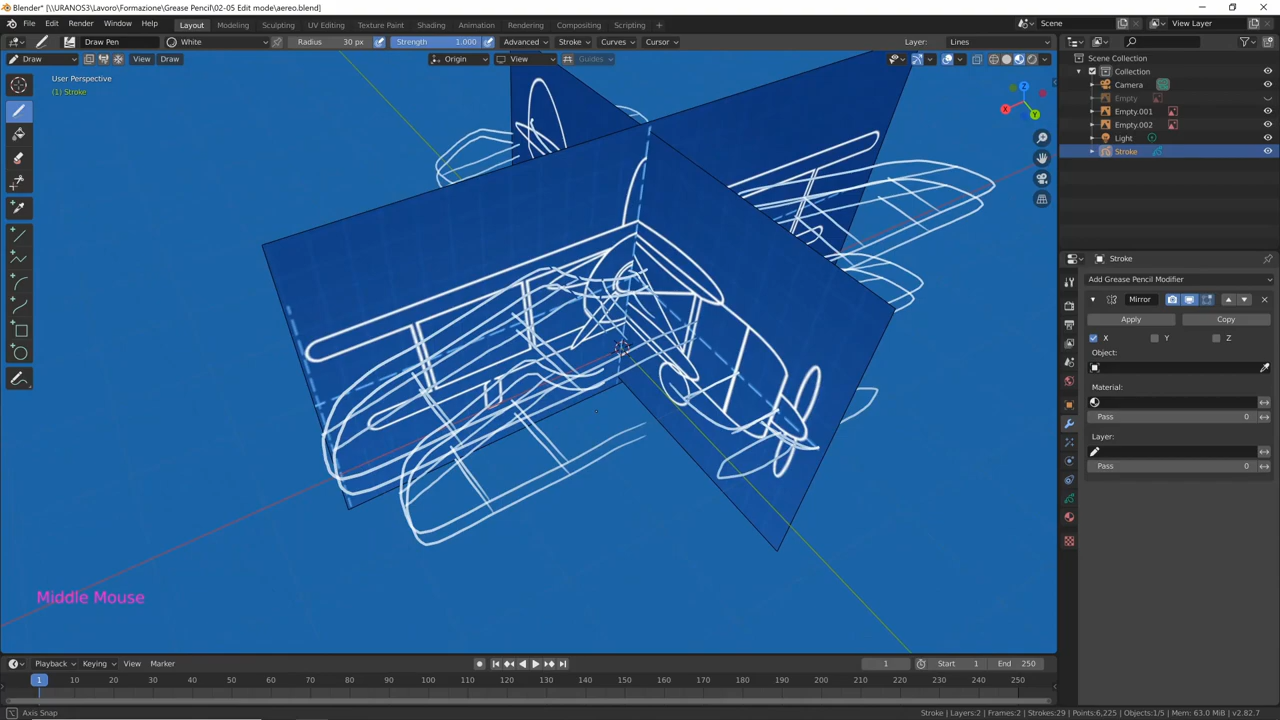 Blender* [\\URANOS3\Lavoro\Formazione\Grease Pencil\02-05 Edit mode\aereo.blend]
File Edit Render Window Help Layout Modeling Sculpting UV Editing Texture Paint Shading Animation Rendering Compositing Scripting Scene View Layer
Draw Pen White Radius 30 px Strength 1.000 Advanced Stroke Curves Cursor Layer: Lines
Draw View Draw Origin View Guides
User Perspective
(1) Stroke
Scene Collection
Collection
Camera
Empty
Empty.001
Empty.002
Light
Stroke
Z
X
Y
Stroke
Add Grease Pencil Modifier
Mirror
Apply Copy
X Y Z
Object:
Material:
Pass 0
Layer:
Pass 0
Middle Mouse
Playback Keying View Marker 1 Start 1 End 250
1 10 20 30 40 50 60 70 80 90 100 110 120 130 140 150 160 170 180 190 200 210 220 230 240 250
Axis Snap Stroke | Layers:2 | Frames:2 | Strokes:29 | Points:6,225 | Objects:1/5 | Mem: 63.0 MiB | v2.82.7